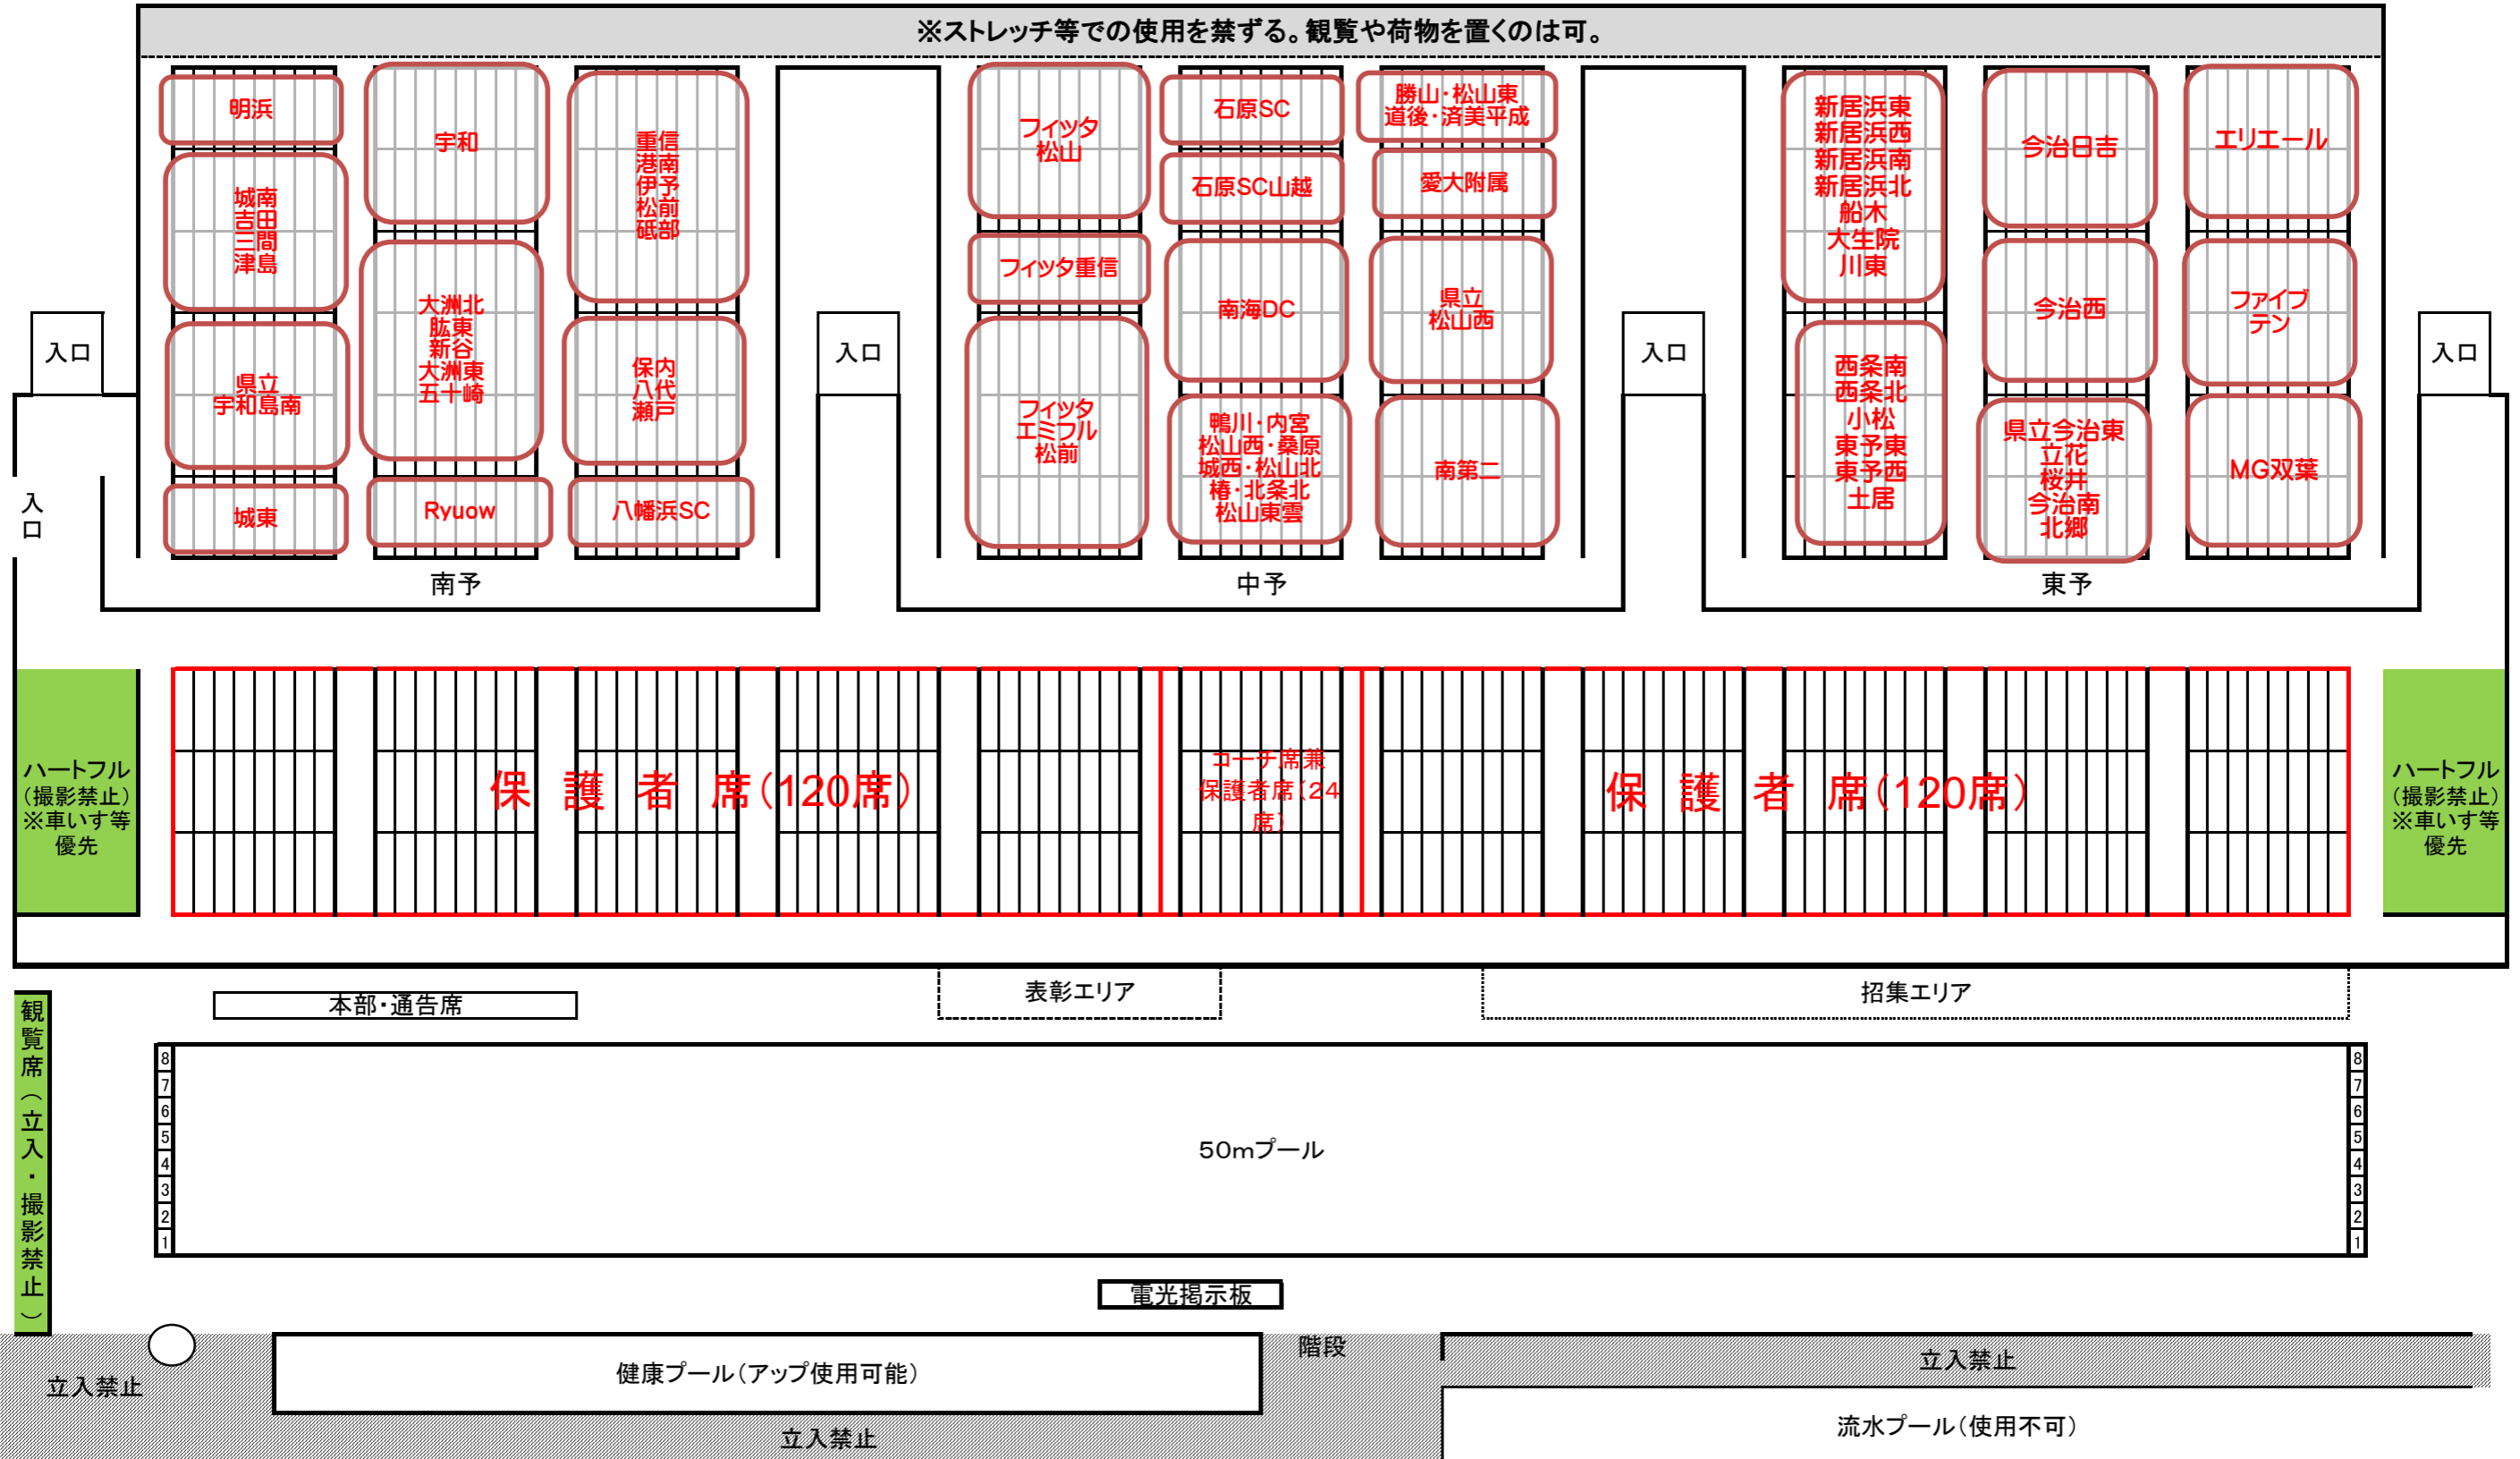 ※ストレッチ等での使用を禁ずる。観覧や荷物を置くのは可。
明浜
城南
吉田
三間
津島
県立
宇和島南
城東
宇和
大洲北
肱東
新谷
大洲東
五十崎
Ryuow
重信
港南
伊予
松前
砥部
保内
八代
瀬戸
八幡浜SC
フィッタ
松山
フィッタ重信
フィッタ
エミフル
松前
石原SC
石原SC山越
南海DC
鴨川・内宮
松山西・桑原
城西・松山北
椿・北条北
松山東雲
勝山・松山東
道後・済美平成
愛大附属
県立
松山西
南第二
新居浜東
新居浜西
新居浜南
新居浜北
船木
大生院
川東
西条南
西条北
小松
東予東
東予西
土居
今治日吉
今治西
県立今治東
立花
桜井
今治南
北郷
エリエール
ファイブ
テン
MG双葉
入口
入口
入口
入口
入
口
南予
中予
東予
ハートフル
(撮影禁止)
※車いす等
優先
保護者席(120席)
コーチ席兼
保護者席(24
席)
保護者席(120席)
ハートフル
(撮影禁止)
※車いす等
優先
本部・通告席
表彰エリア
招集エリア
観覧席(立入・撮影禁止)
8
7
6
5
4
3
2
1
50mプール
8
7
6
5
4
3
2
1
電光掲示板
立入禁止
健康プール(アップ使用可能)
階段
立入禁止
立入禁止
流水プール(使用不可)